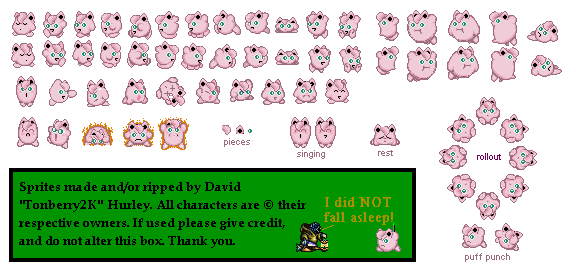 pieces
singing
rest
rollout
Sprites made and/or ripped by David
"Tonberry2K" Hurley. All characters are © their
respective owners. If used please give credit,
and do not alter this box. Thank you.
I did NOT
fall asleep!
puff punch